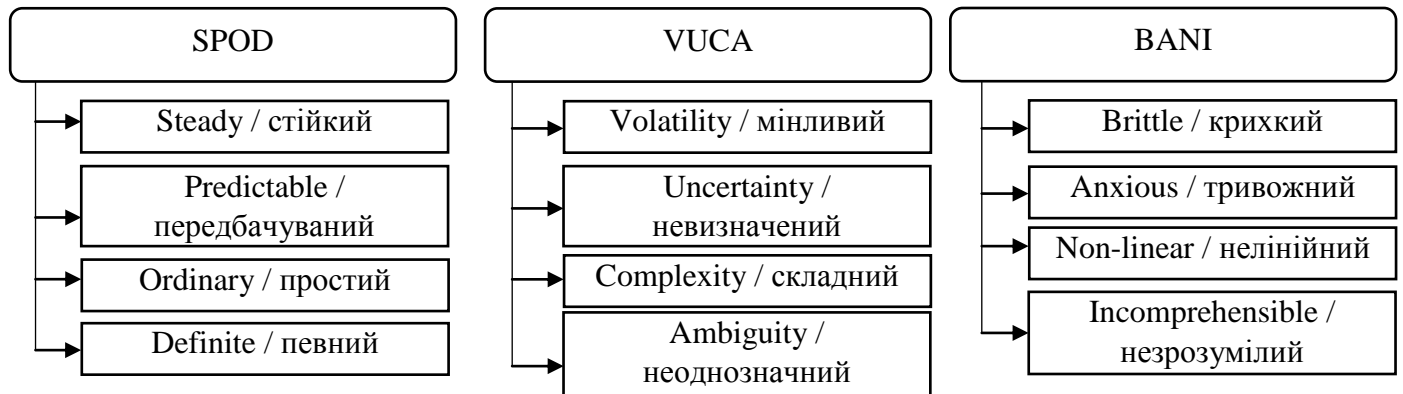 SPOD
Steady / стійкий
Predictable /
передбачуваний
Ordinary / простий
Definite / певний
VUCA
Volatility / мінливий
Uncertainty /
невизначений
Complexity / складний
Ambiguity /
неоднозначний
BANI
Brittle / крихкий
Anxious / тривожний
Non-linear / нелінійний
Incomprehensible /
незрозумілий